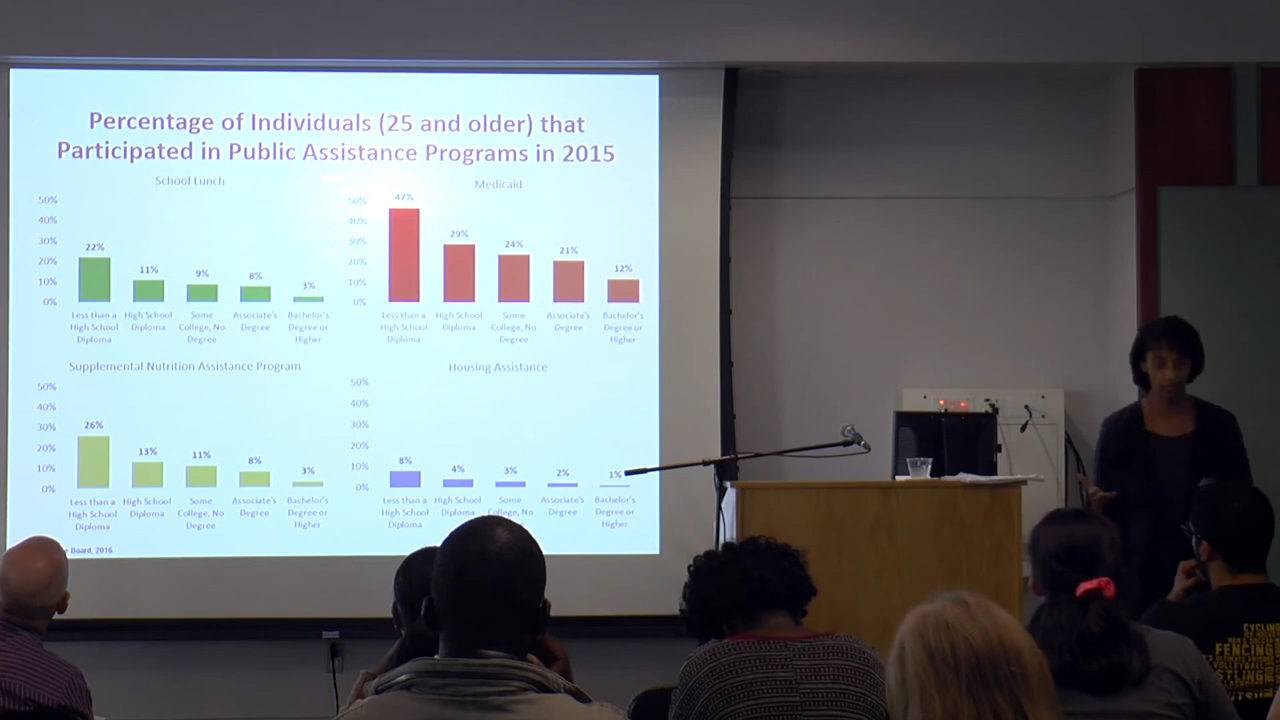 Percentage of Individuals (25 and older) that
Participated in Public Assistance Programs in 2015
School Lunch
50%
40%
30%
20%
10%
0%
22%
11%
9%
8%
3%
Less than a
High School
Diploma
High School
Diploma
Some
College, No
Degree
Associate's
Degree
Bachelor's
Degree or
Higher
Medicaid
50%
40%
30%
20%
10%
0%
47%
29%
24%
21%
12%
Less than a
High School
Diploma
High School
Diploma
Some
College, No
Degree
Associate's
Degree
Bachelor's
Degree or
Higher
Supplemental Nutrition Assistance Program
50%
40%
30%
20%
10%
0%
26%
13%
11%
8%
3%
Less than a
High School
Diploma
High School
Diploma
Some
College, No
Degree
Associate's
Degree
Bachelor's
Degree or
Higher
Housing Assistance
50%
40%
30%
20%
10%
0%
8%
4%
3%
2%
1%
Less than a
High School
Diploma
High School
Diploma
Some
College, No
Associate's
Degree
Bachelor's
Degree or
Higher
Board, 2016.
CYCLING
FENCING
VOLLEYBALL